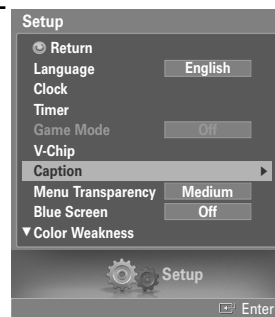 Setup
Return
Language English
Clock
Timer
Game Mode Off
V-Chip
Caption
Menu Transparency Medium
Blue Screen Off
Color Weakness
Setup
Enter